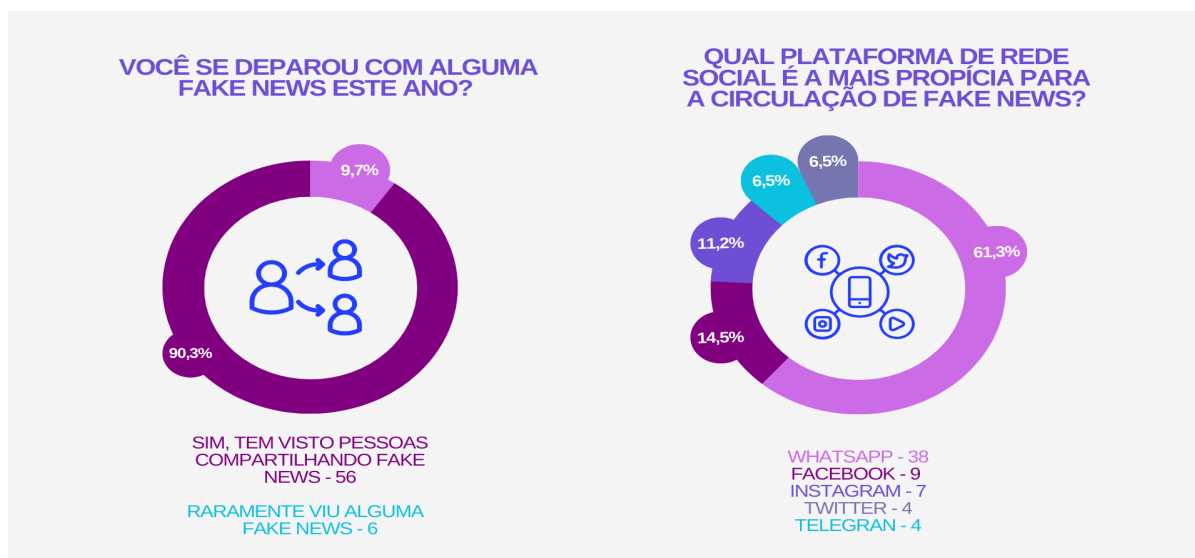 VOCÊ SE DEPAROU COM ALGUMA
FAKE NEWS ESTE ANO?
9,7%
90,3%
SIM, TEM VISTO PESSOAS
COMPARTILHANDO FAKE
NEWS - 56
RARAMENTE VIU ALGUMA
FAKE NEWS - 6
QUAL PLATAFORMA DE REDE
SOCIAL É A MAIS PROPÍCIA PARA
A CIRCULAÇÃO DE FAKE NEWS?
6,5%
6,5%
11,2%
61,3%
14,5%
WHATSAPP - 38
FACEBOOK - 9
INSTAGRAM - 7
TWITTER - 4
TELEGRAN - 4